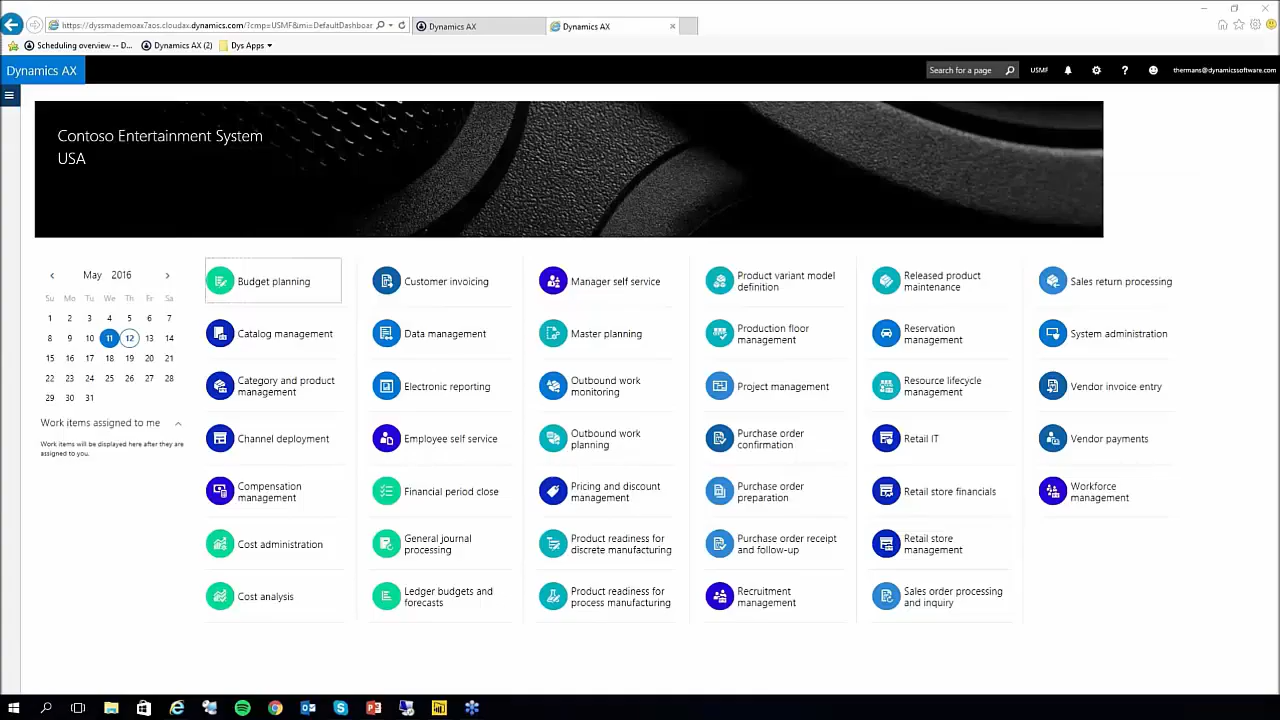 https://dyssmademoax7aos.cloudax.dynamics.com/?cmp=USMF&mi=DefaultDashboar
Dynamics AX
Dynamics AX
Scheduling overview -- D...
Dynamics AX (2)
Dys Apps
Dynamics AX
Search for a page
USMF
thermans@dynamicssoftware.com
Contoso Entertainment System
USA
May 2016
Su Mo Tu We Th Fr Sa
1 2 3 4 5 6 7
8 9 10 11 12 13 14
15 16 17 18 19 20 21
22 23 24 25 26 27 28
29 30 31
Work items assigned to me
Work items will be displayed here after they are
assigned to you.
Budget planning
Catalog management
Category and product
management
Channel deployment
Compensation
management
Cost administration
Cost analysis
Customer invoicing
Data management
Electronic reporting
Employee self service
Financial period close
General journal
processing
Ledger budgets and
forecasts
Manager self service
Master planning
Outbound work
monitoring
Outbound work
planning
Pricing and discount
management
Product readiness for
discrete manufacturing
Product readiness for
process manufacturing
Product variant model
definition
Production floor
management
Project management
Purchase order
confirmation
Purchase order
preparation
Purchase order receipt
and follow-up
Recruitment
management
Released product
maintenance
Reservation
management
Resource lifecycle
management
Retail IT
Retail store financials
Retail store
management
Sales order processing
and inquiry
Sales return processing
System administration
Vendor invoice entry
Vendor payments
Workforce
management